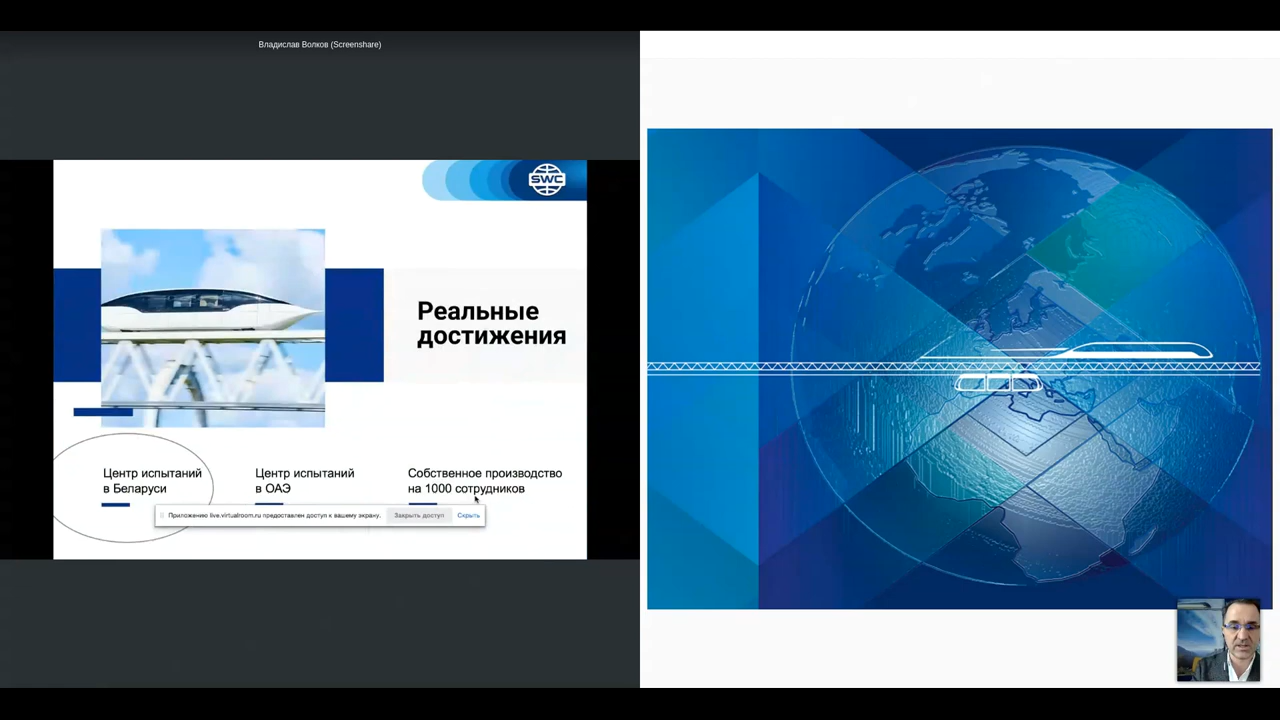 Владислав Волков (Screenshare)
SWC
Реальные
достижения
Центр испытаний
в Беларуси
Центр испытаний
в ОАЭ
Собственное производство
на 1000 сотрудников
Приложению live.virtualroom.ru предоставлен доступ к вашему экрану.
Закрыть доступ
Скрыть